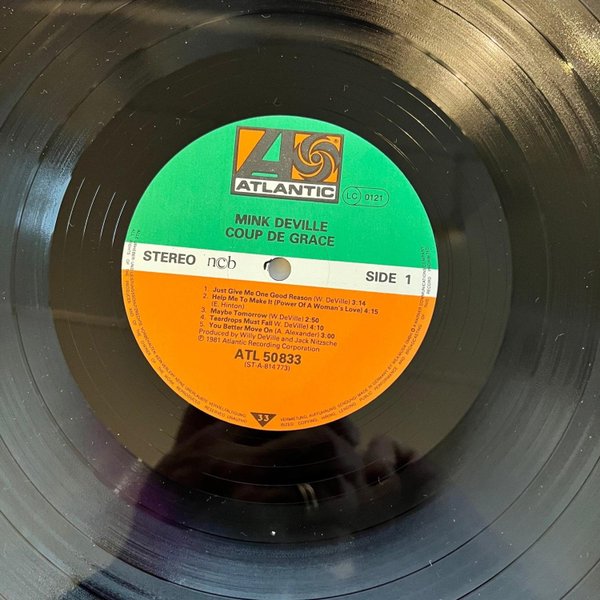 ATLANTIC
LC 0121
MINK DEVILLE
COUP DE GRACE
STEREO ncb SIDE 1
1. Just Give Me One Good Reason (W. DeVille) 3:14
2. Help Me To Make It (Power Of A Woman's Love) 4:15
(E. Hinton)
3. Maybe Tomorrow (W. DeVille) 2:50
4. Teardrops Must Fall (W. DeVille) 4:10
5. You Better Move On (A. Alexander) 3:00
Produced by Willy DeVille and Jack Nitzsche
Ⓟ 1981 Atlantic Recording Corporation
ATL 50833
(ST-A-814773)
33